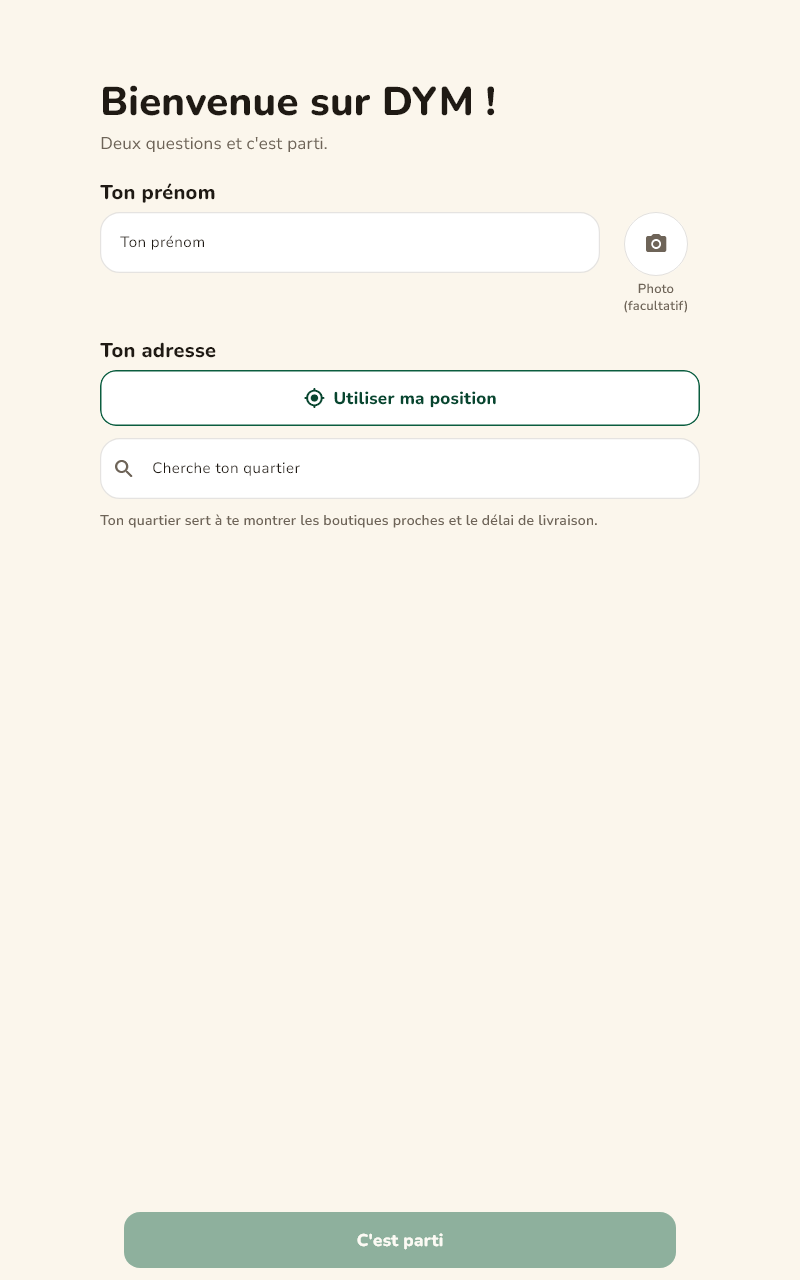 Bienvenue sur DYM !
Deux questions et c'est parti.
Ton prénom
Ton prénom
Photo
(facultatif)
Ton adresse
Utiliser ma position
Cherche ton quartier
Ton quartier sert à te montrer les boutiques proches et le délai de livraison.
C'est parti